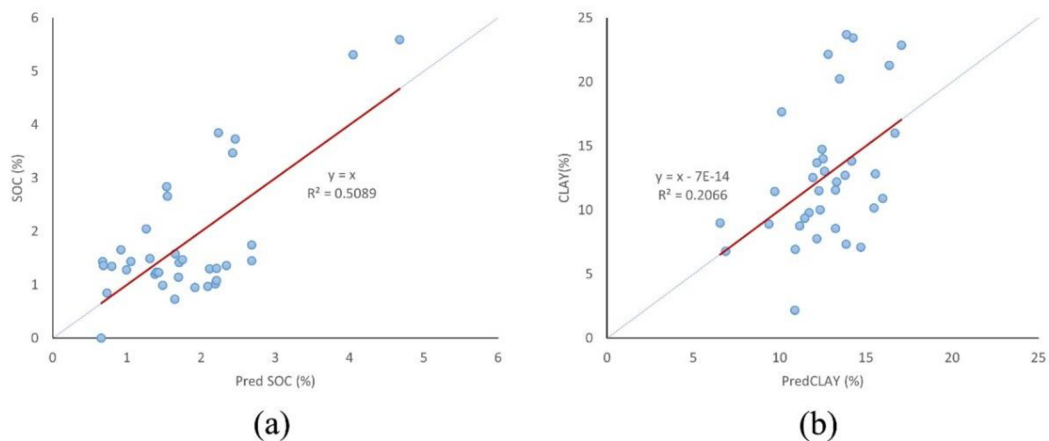 6
5
4
3
2
1
0
SOC (%)
y = x
R² = 0.5089
0 1 2 3 4 5 6
Pred SOC (%)
(a)
25
20
15
10
5
0
CLAY(%)
y = x - 7E-14
R² = 0.2066
0 5 10 15 20 25
PredCLAY (%)
(b)